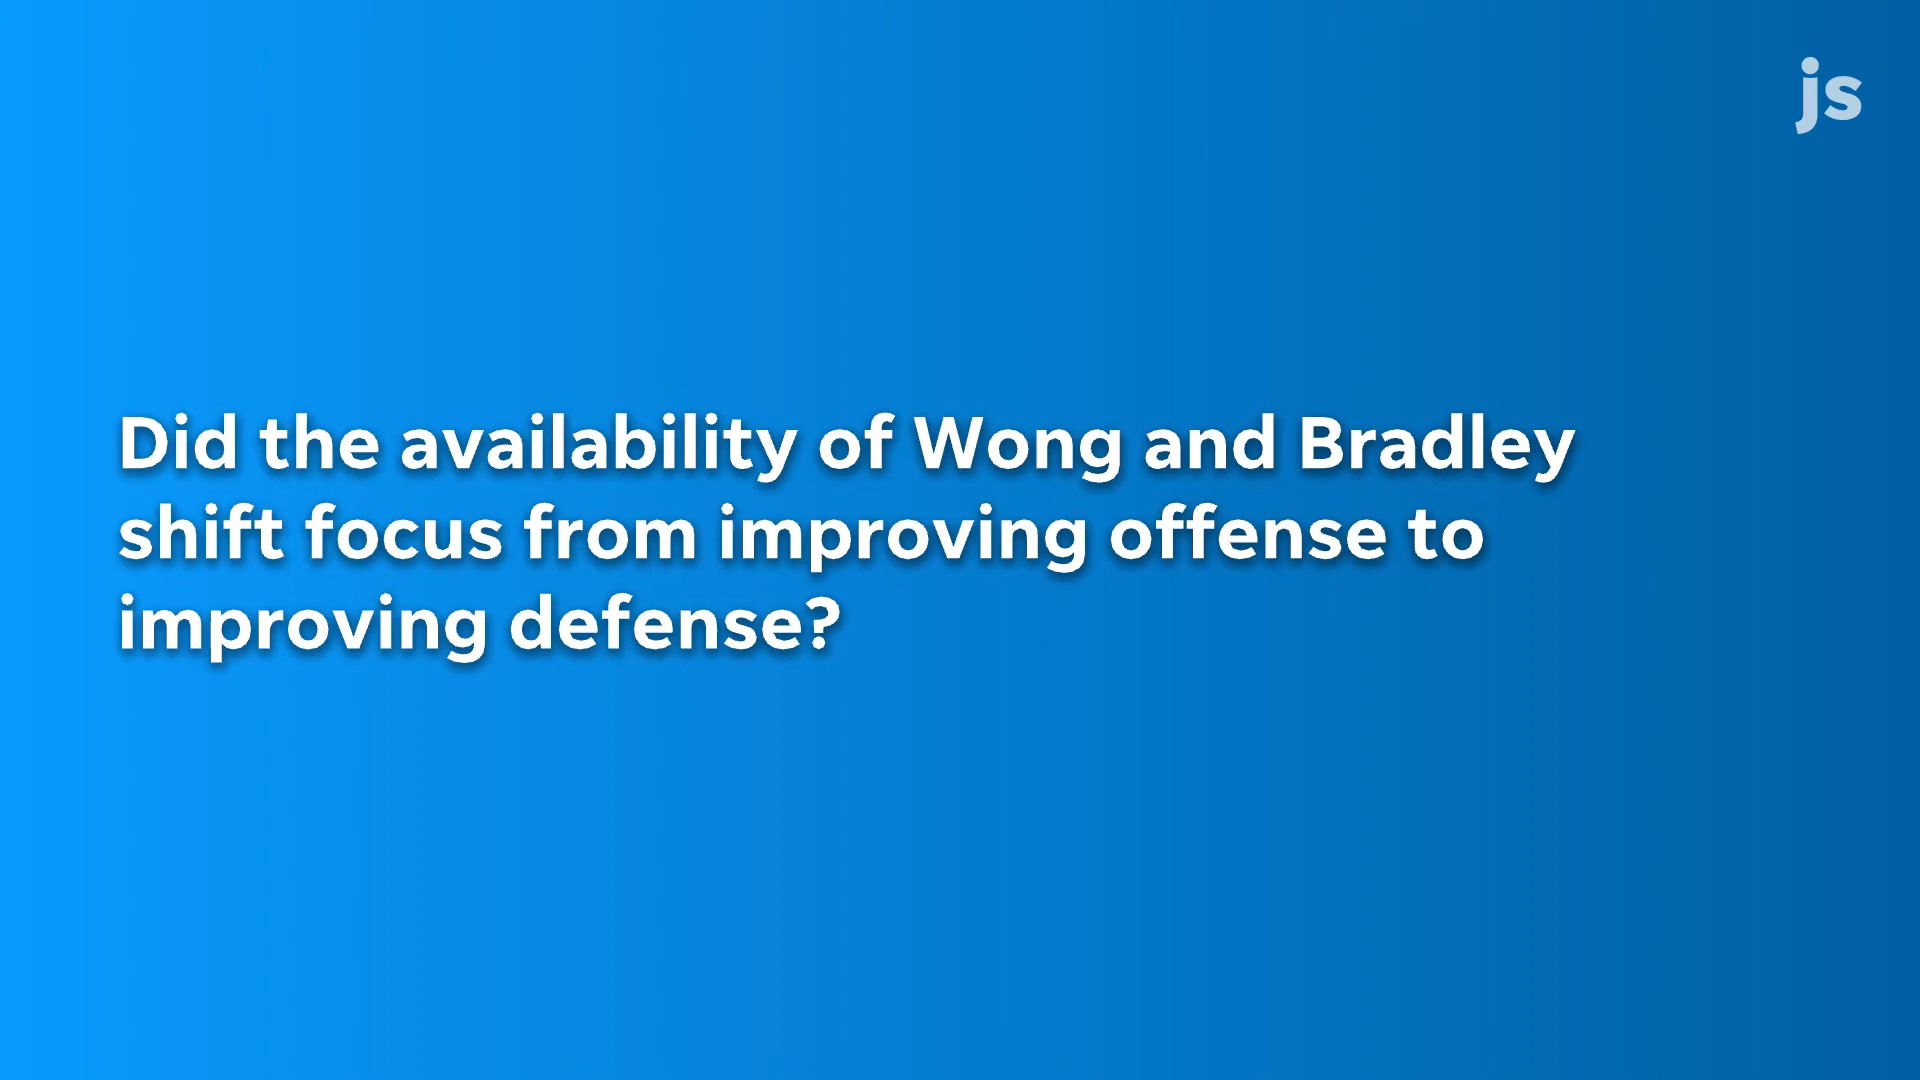 js
Did the availability of Wong and Bradley
shift focus from improving offense to
improving defense?